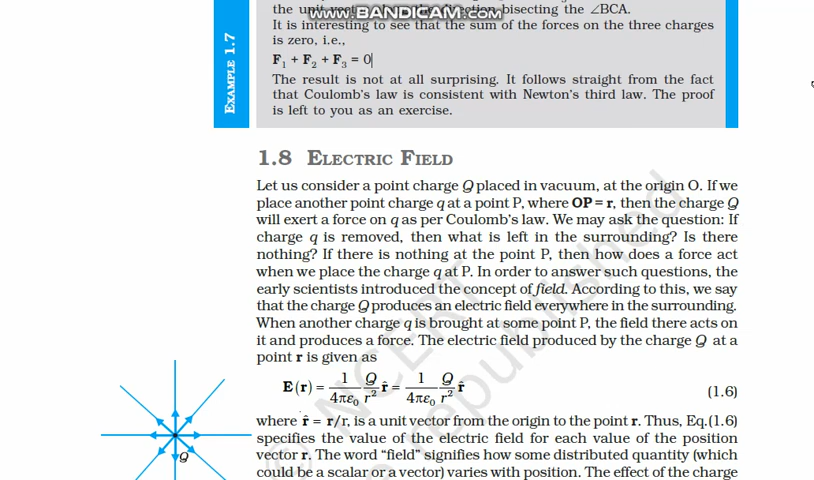 the unit vector along the direction bisecting the ∠BCA.
www.BANDICAM.com
It is interesting to see that the sum of the forces on the three charges
is zero, i.e.,
F₁ + F₂ + F₃ = 0
The result is not at all surprising. It follows straight from the fact
that Coulomb's law is consistent with Newton's third law. The proof
is left to you as an exercise.
EXAMPLE 1.7
1.8 ELECTRIC FIELD
Let us consider a point charge Q placed in vacuum, at the origin O. If we
place another point charge q at a point P, where OP = r, then the charge Q
will exert a force on q as per Coulomb's law. We may ask the question: If
charge q is removed, then what is left in the surrounding? Is there
nothing? If there is nothing at the point P, then how does a force act
when we place the charge q at P. In order to answer such questions, the
early scientists introduced the concept of field. According to this, we say
that the charge Q produces an electric field everywhere in the surrounding.
When another charge q is brought at some point P, the field there acts on
it and produces a force. The electric field produced by the charge Q at a
point r is given as
E(r) = 1/4πε₀ Q/r² r̂ = 1/4πε₀ Q/r² r̂ (1.6)
where r̂ = r/r, is a unit vector from the origin to the point r. Thus, Eq.(1.6)
specifies the value of the electric field for each value of the position
vector r. The word "field" signifies how some distributed quantity (which
could be a scalar or a vector) varies with position. The effect of the charge
Q
© NCERT
republished